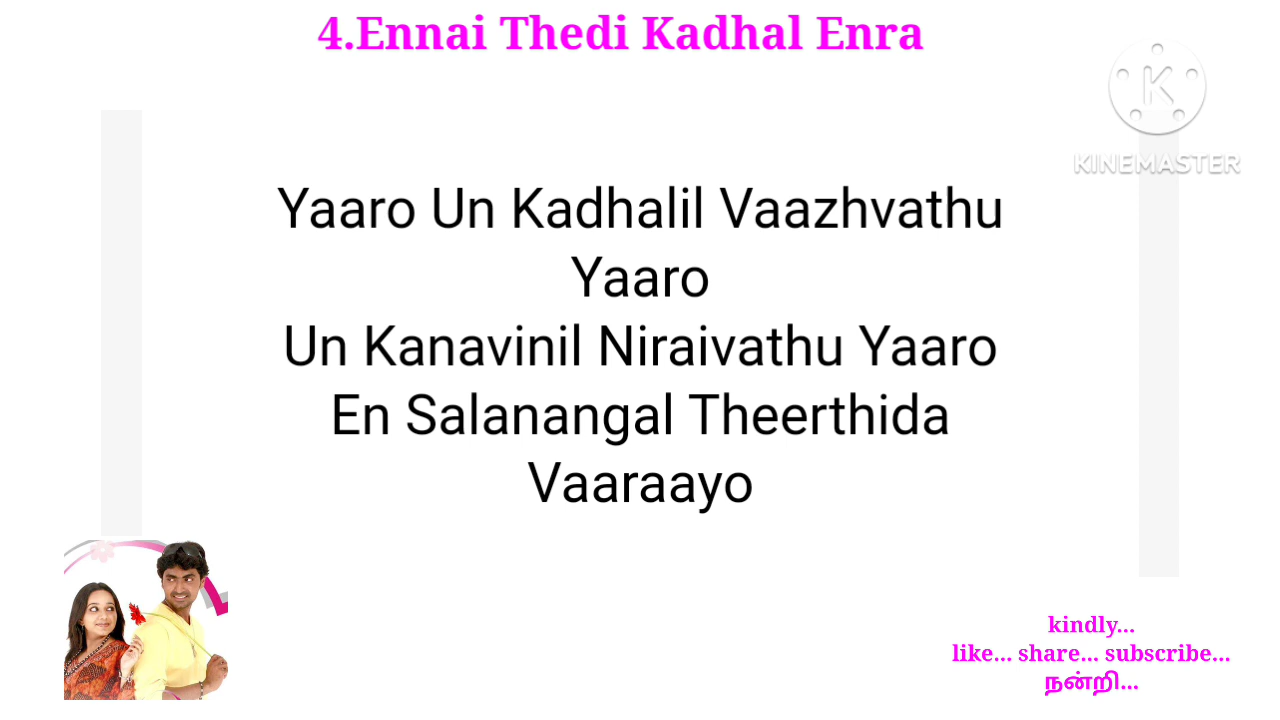 4.Ennai Thedi Kadhal Enra
K
KINEMASTER
Yaaro Un Kadhalil Vaazhvathu
Yaaro
Un Kanavinil Niraivathu Yaaro
En Salanangal Theerthida
Vaaraayo
kindly...
like... share... subscribe...
நன்றி...